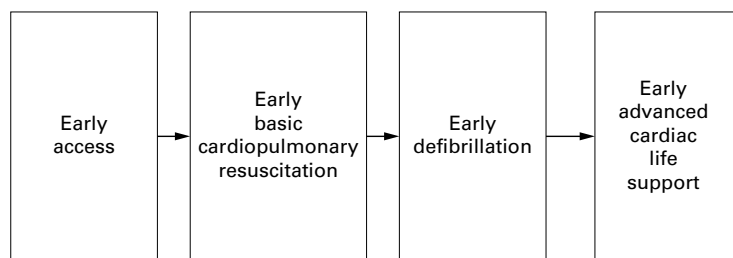 Early
access
Early
basic
cardiopulmonary
resuscitation
Early
defibrillation
Early
advanced
cardiac
life
support